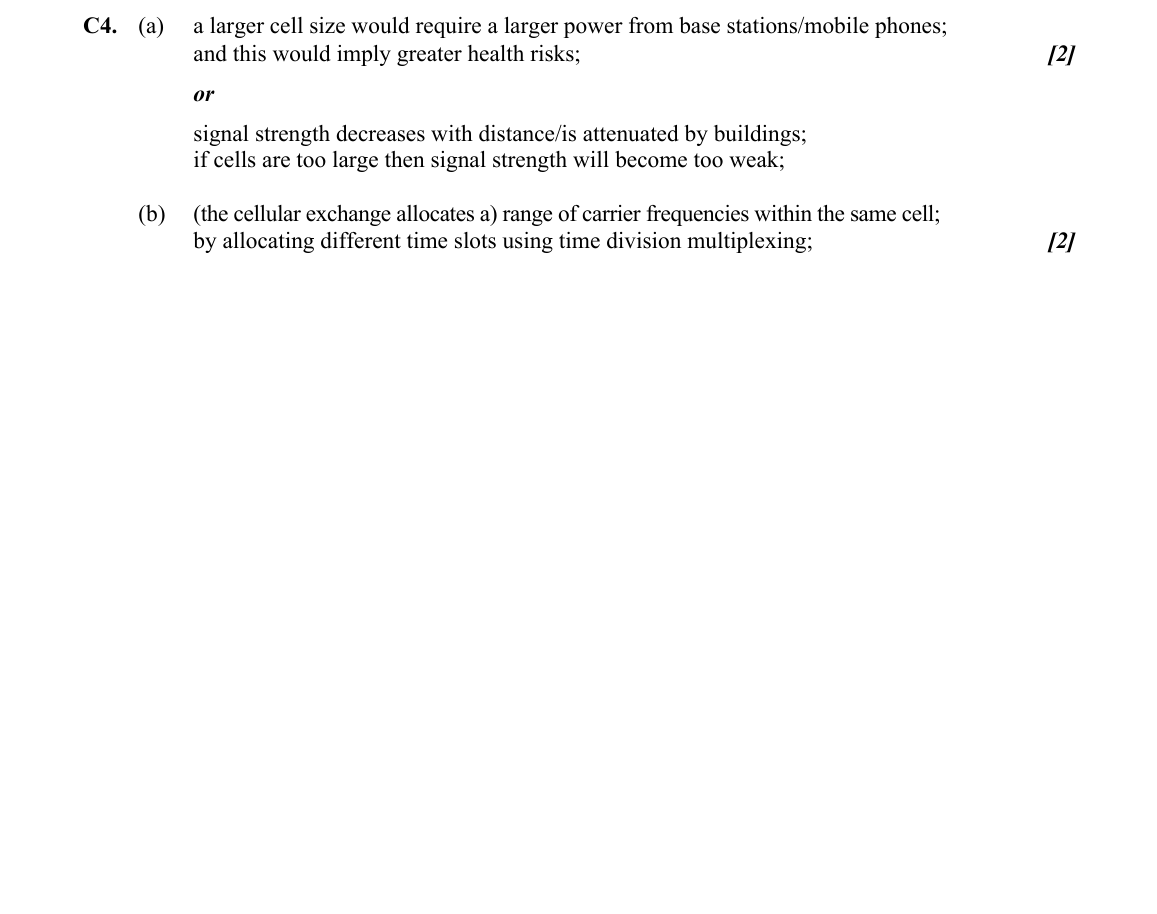 C4. (a) a larger cell size would require a larger power from base stations/mobile phones;
and this would imply greater health risks; [2]
or
signal strength decreases with distance/is attenuated by buildings;
if cells are too large then signal strength will become too weak;
(b) (the cellular exchange allocates a) range of carrier frequencies within the same cell;
by allocating different time slots using time division multiplexing; [2]